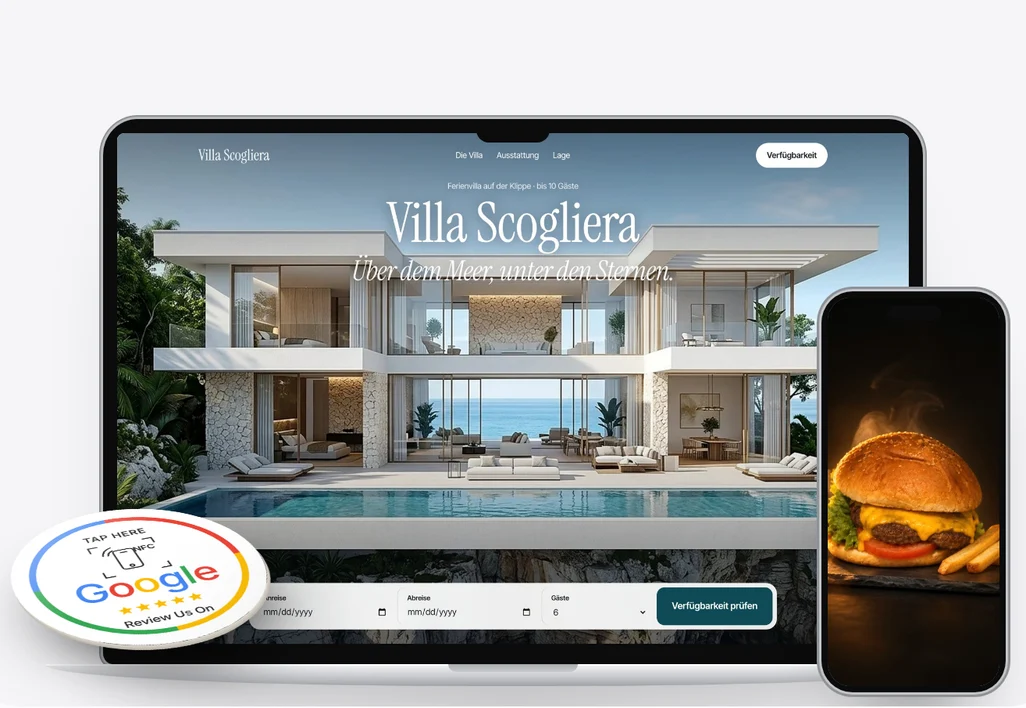 Villa Scogliera
Die Villa Ausstattung Lage
Verfügbarkeit
Ferienvilla auf der Klippe · bis 10 Gäste
Villa Scogliera
Über dem Meer, unter den Sternen.
nreise
mm/dd/yyyy
Abreise
mm/dd/yyyy
Gäste
6
Verfügbarkeit prüfen
TAP HERE
NFC
Google
Review Us On